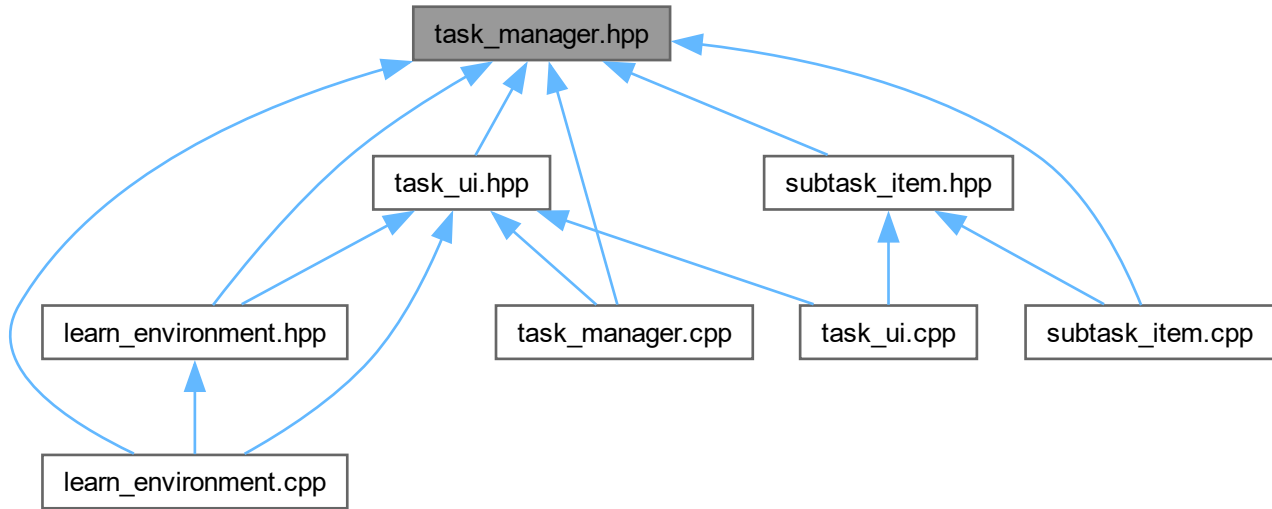 task_manager.hpp
task_ui.hpp
subtask_item.hpp
learn_environment.hpp
task_manager.cpp
task_ui.cpp
subtask_item.cpp
learn_environment.cpp